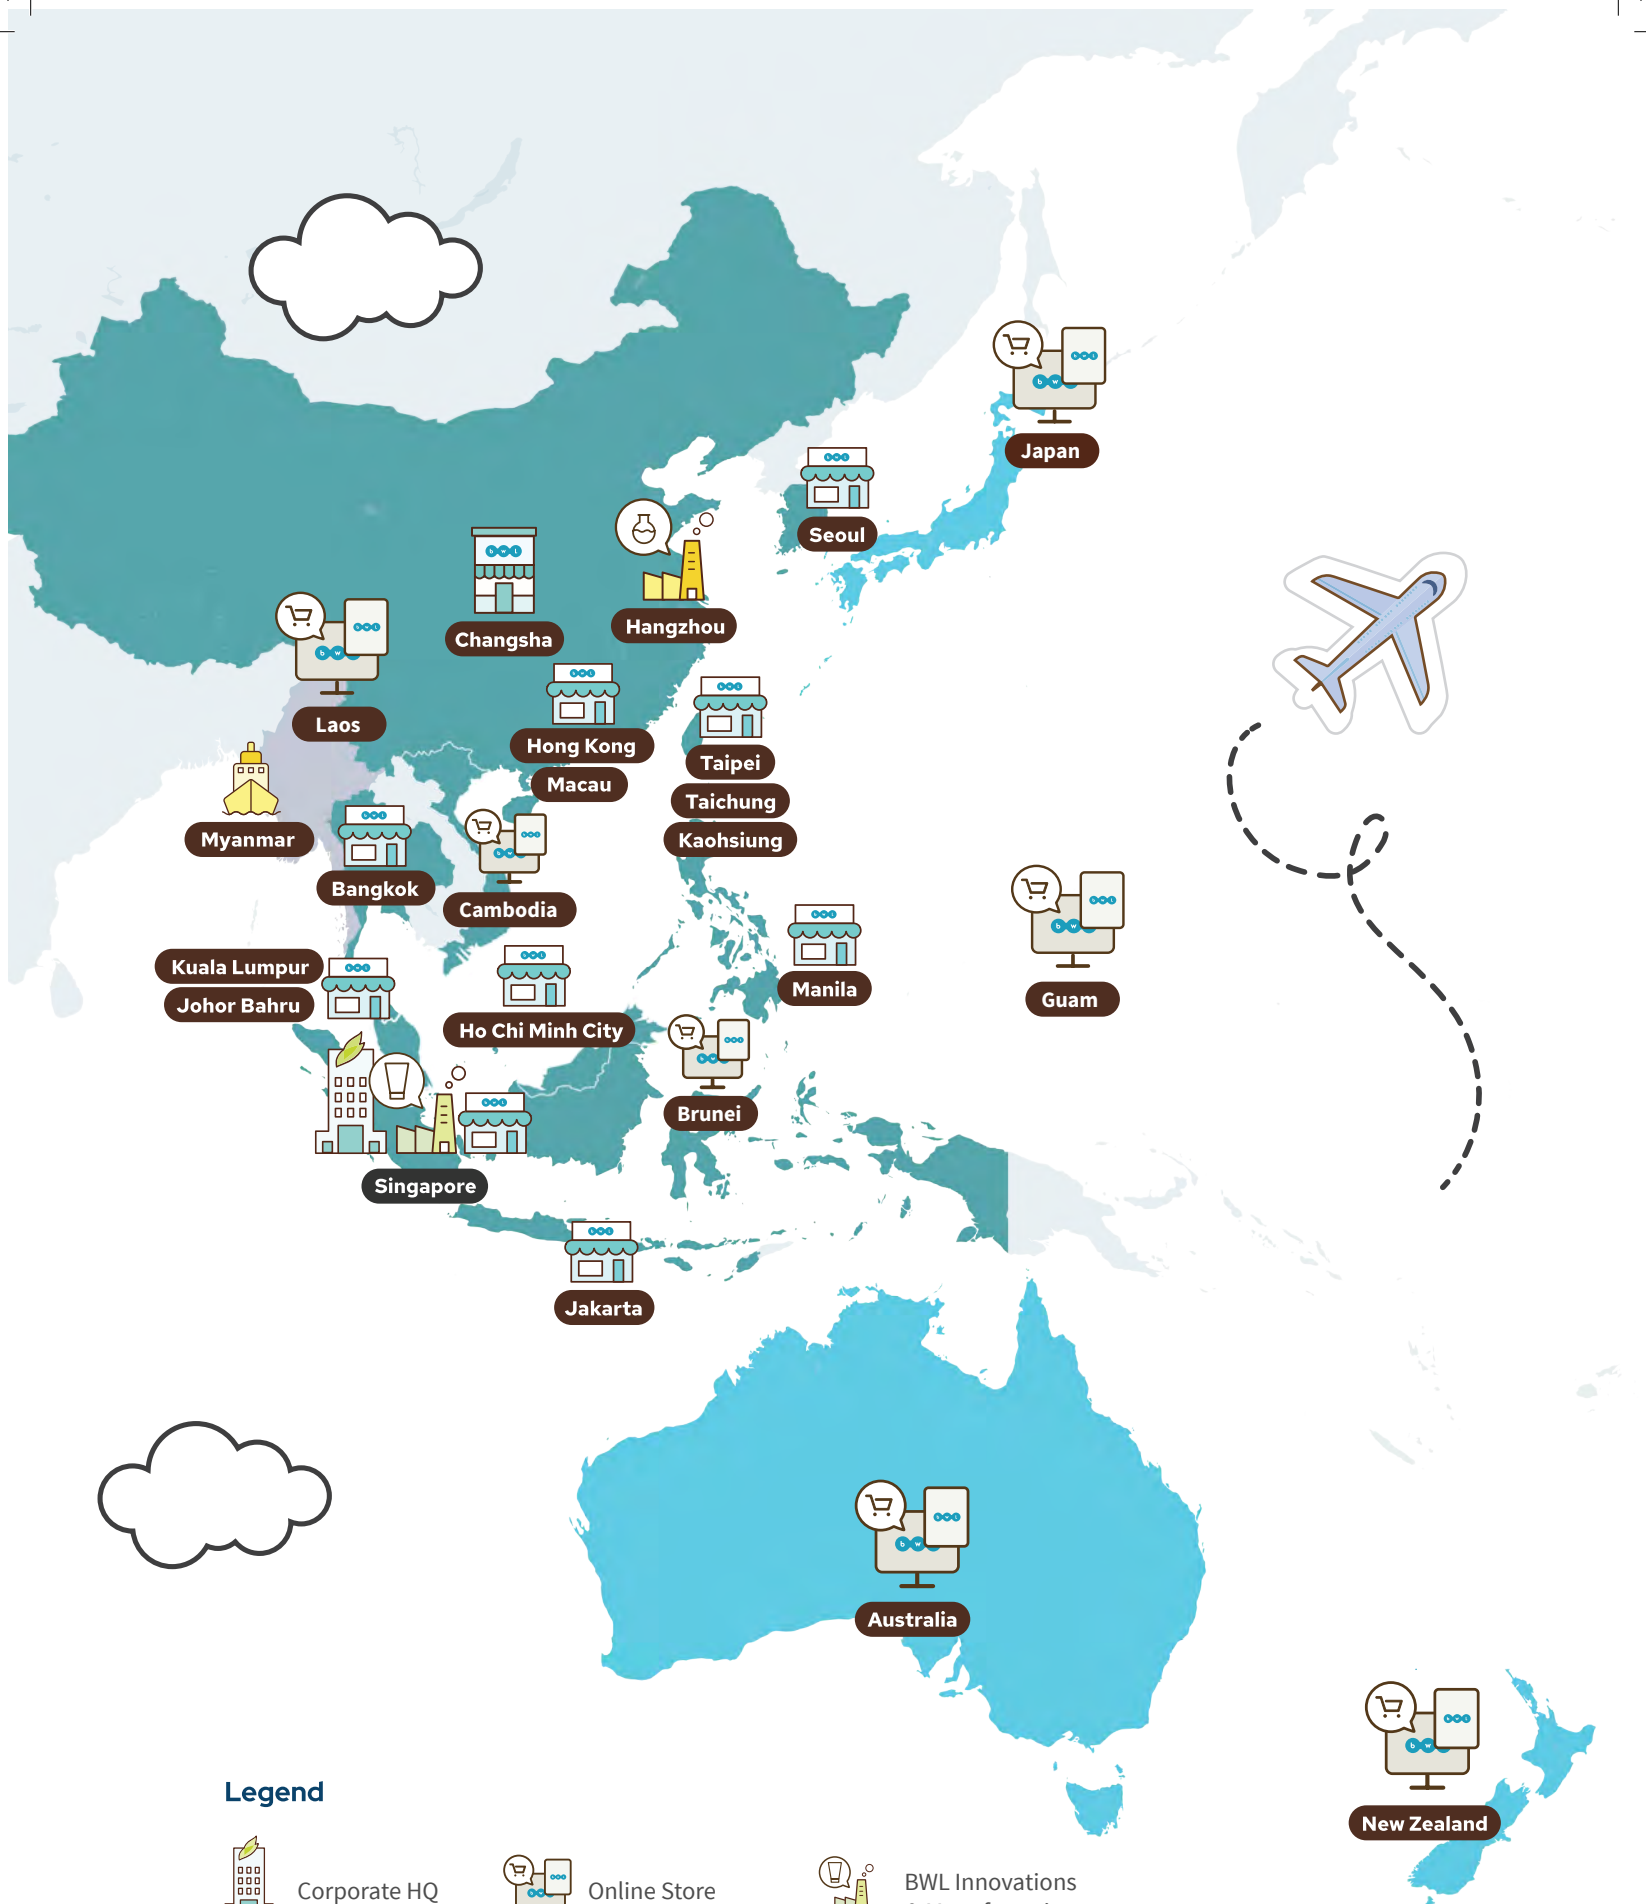 Japan
Seoul
Hangzhou
Changsha
Laos
Hong Kong
Macau
Taipei
Taichung
Kaohsiung
Myanmar
Bangkok
Cambodia
Kuala Lumpur
Johor Bahru
Ho Chi Minh City
Manila
Guam
Brunei
Singapore
Jakarta
Australia
New Zealand
Legend
Corporate HQ
Online Store
BWL Innovations